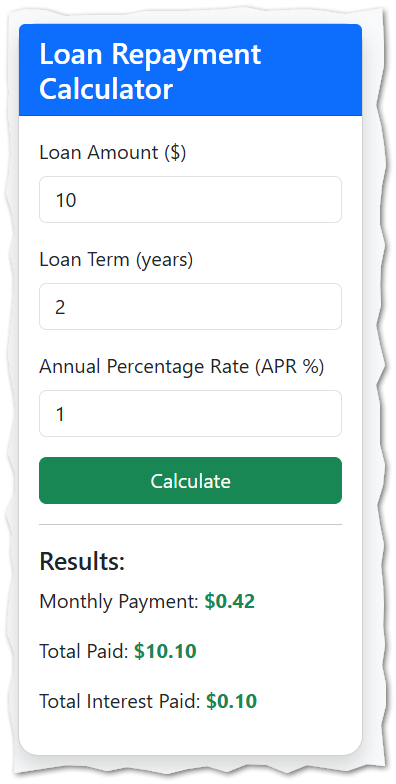 Loan Repayment
Calculator
Loan Amount ($)
10
Loan Term (years)
2
Annual Percentage Rate (APR %)
1
Calculate
Results:
Monthly Payment: $0.42
Total Paid: $10.10
Total Interest Paid: $0.10